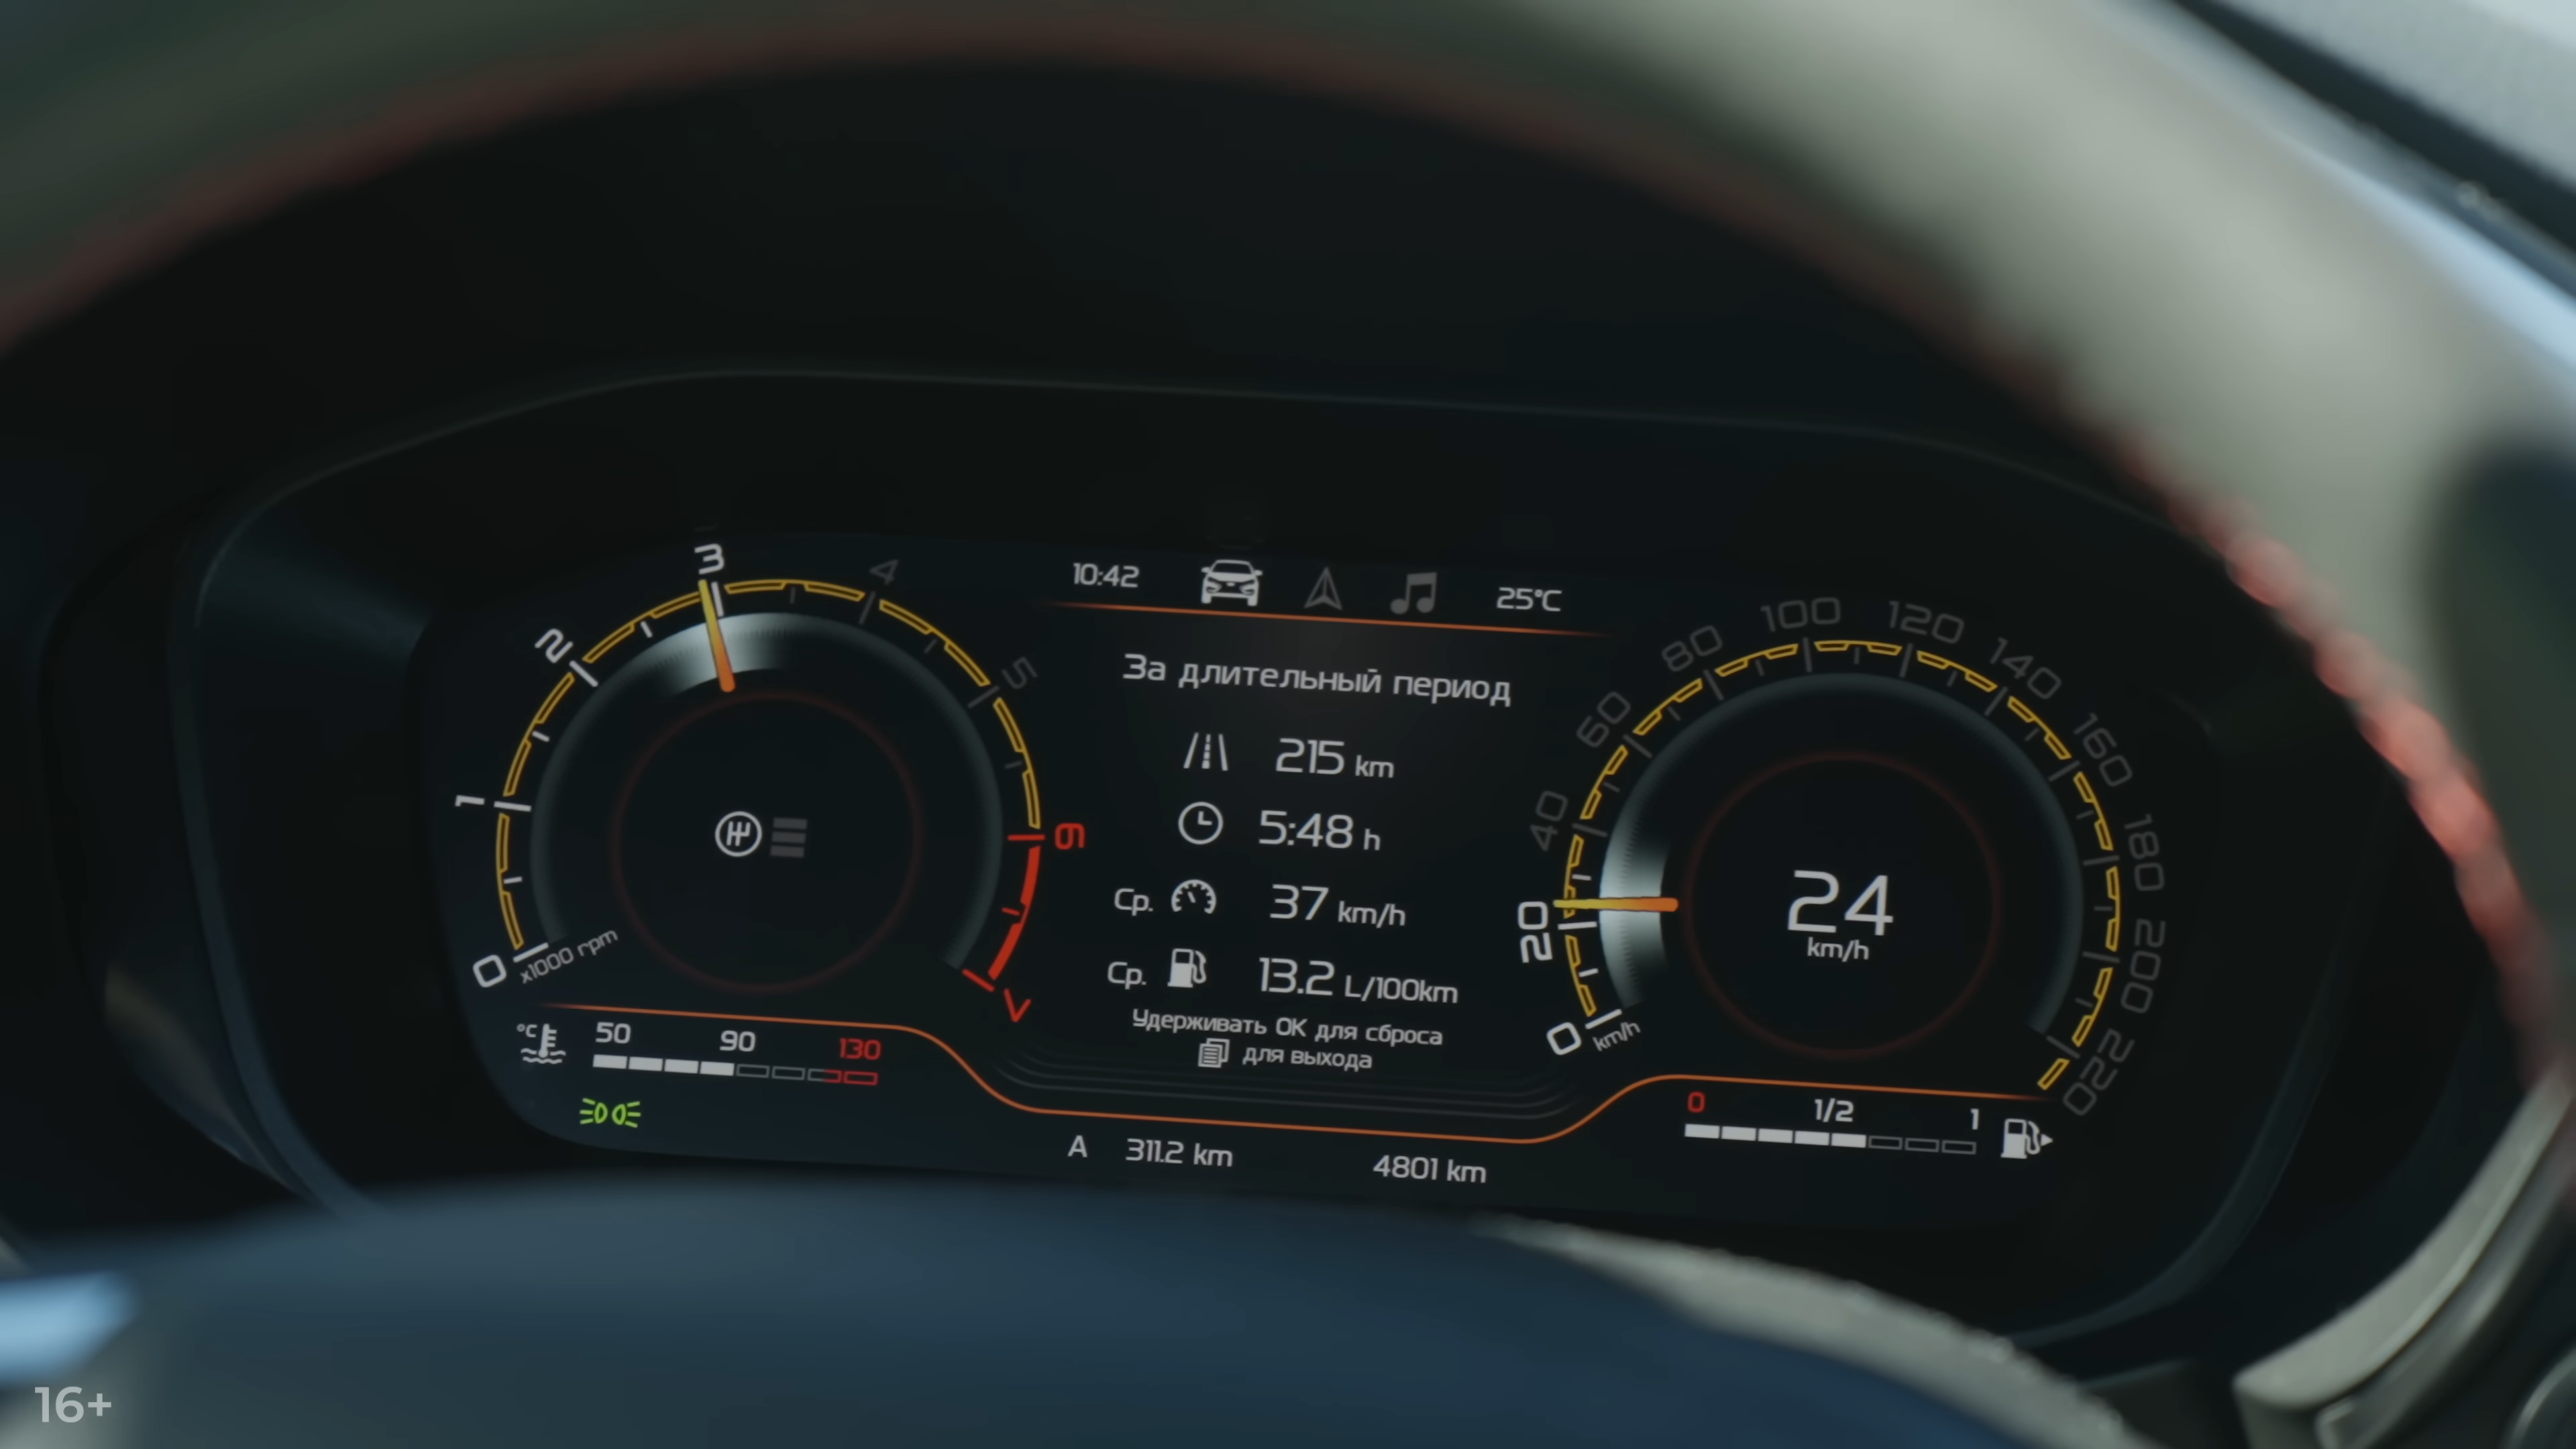 10:42
25°C
0
1
2
3
4
5
6
7
x1000 rpm
За длительный период
215 km
5:48 h
Ср. 37 km/h
Ср. 13.2 L/100km
Удерживать OK для сброса
для выхода
0
20
40
60
80
100
120
140
160
180
200
220
km/h
24
km/h
°C 50 90 130
0 1/2 1
A 311.2 km 4801 km
16+